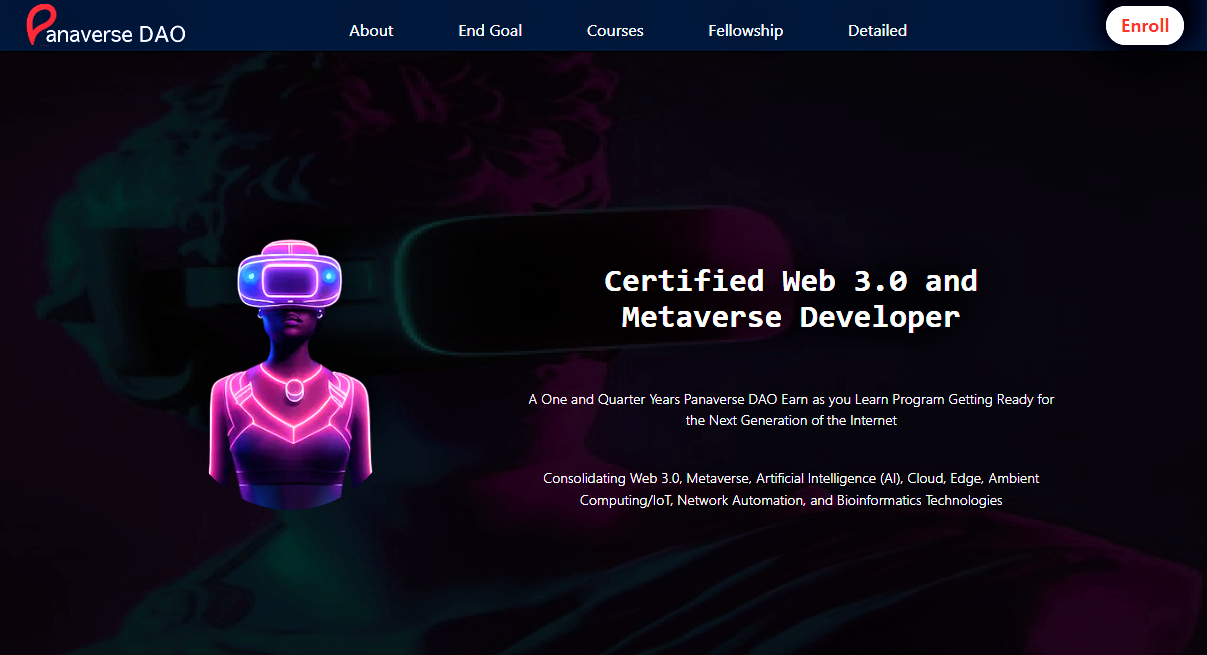 Panaverse DAO
About
End Goal
Courses
Fellowship
Detailed
Enroll
Certified Web 3.0 and
Metaverse Developer
A One and Quarter Years Panaverse DAO Earn as you Learn Program Getting Ready for
the Next Generation of the Internet
Consolidating Web 3.0, Metaverse, Artificial Intelligence (AI), Cloud, Edge, Ambient
Computing/IoT, Network Automation, and Bioinformatics Technologies